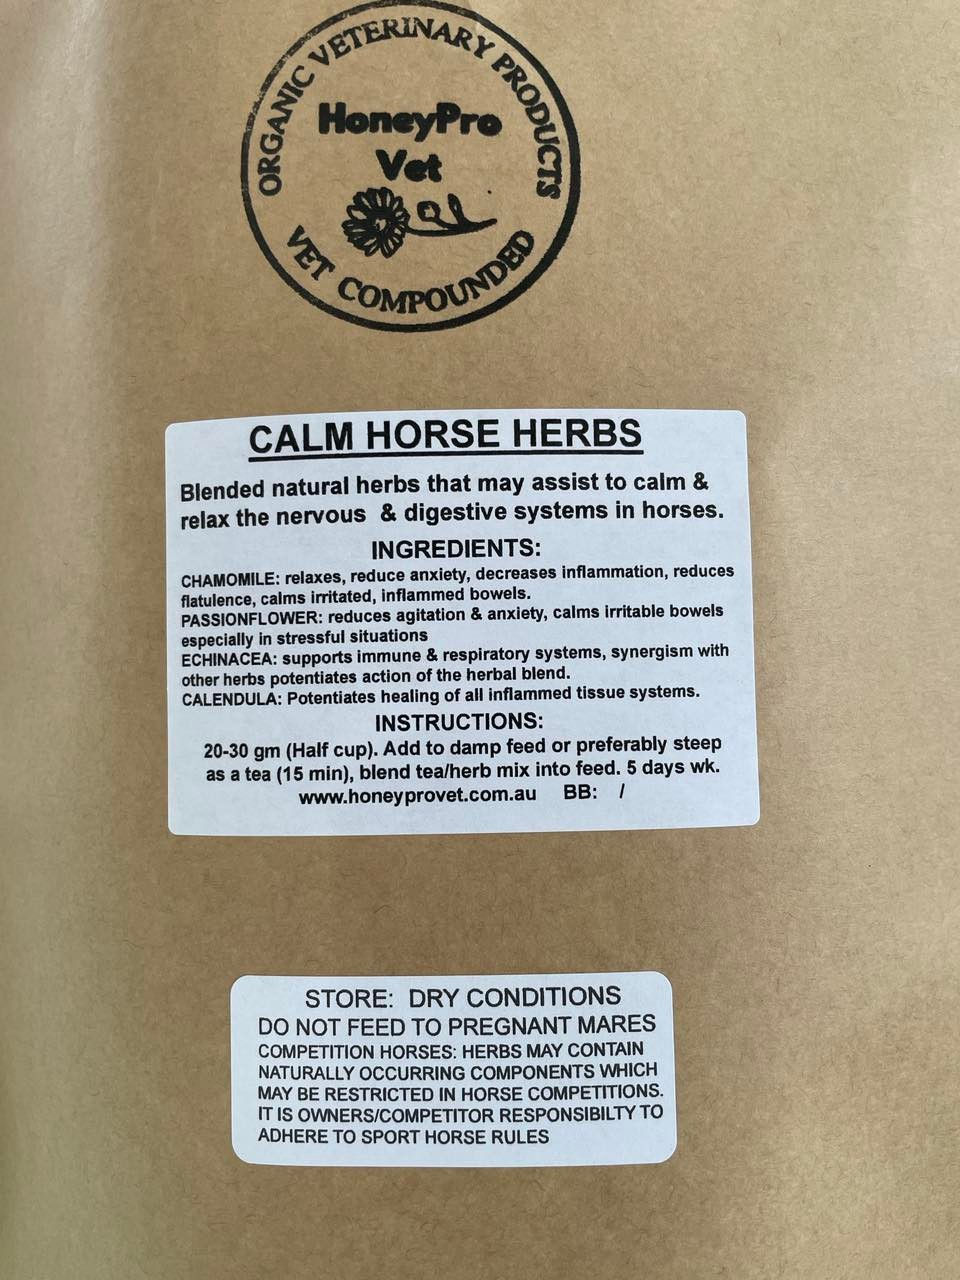 ORGANIC VETERINARY PRODUCTS
HoneyPro
Vet
VET COMPOUNDED
CALM HORSE HERBS
Blended natural herbs that may assist to calm &
relax the nervous & digestive systems in horses.
INGREDIENTS:
CHAMOMILE: relaxes, reduce anxiety, decreases inflammation, reduces
flatulence, calms irritated, inflammed bowels.
PASSIONFLOWER: reduces agitation & anxiety, calms irritable bowels
especially in stressful situations
ECHINACEA: supports immune & respiratory systems, synergism with
other herbs potentiates action of the herbal blend.
CALENDULA: Potentiates healing of all inflammed tissue systems.
INSTRUCTIONS:
20-30 gm (Half cup). Add to damp feed or preferably steep
as a tea (15 min), blend tea/herb mix into feed. 5 days wk.
www.honeyprovet.com.au BB: /
STORE: DRY CONDITIONS
DO NOT FEED TO PREGNANT MARES
COMPETITION HORSES: HERBS MAY CONTAIN
NATURALLY OCCURRING COMPONENTS WHICH
MAY BE RESTRICTED IN HORSE COMPETITIONS.
IT IS OWNERS/COMPETITOR RESPONSIBILTY TO
ADHERE TO SPORT HORSE RULES